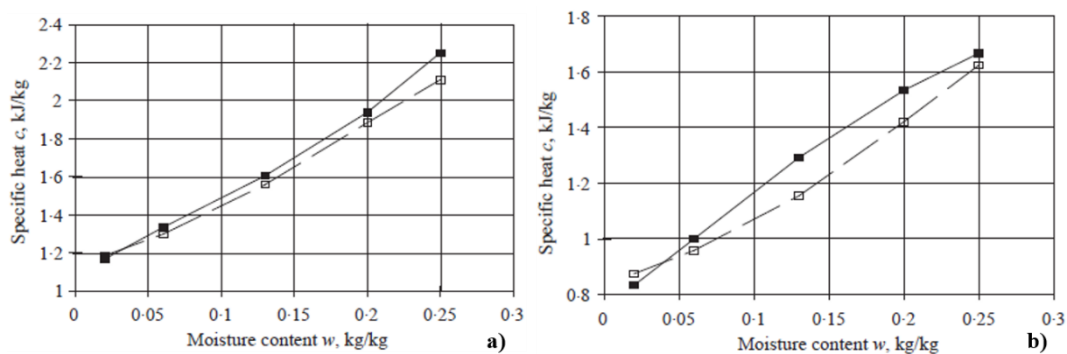 2·4
2·2
2
1·8
1·6
1·4
1·2
1
Specific heat c, kJ/kg
0 0·05 0·1 0·15 0·2 0·25 0·3
Moisture content w, kg/kg
a)
1·8
1·6
1·4
1·2
1
0·8
Specific heat c, kJ/kg
0 0·05 0·1 0·15 0·2 0·25 0·3
Moisture content w, kg/kg
b)